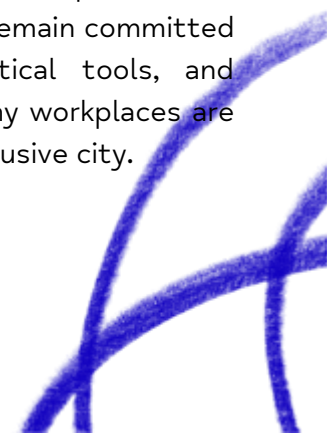 emain committed
tical tools, and
y workplaces are
usive city.